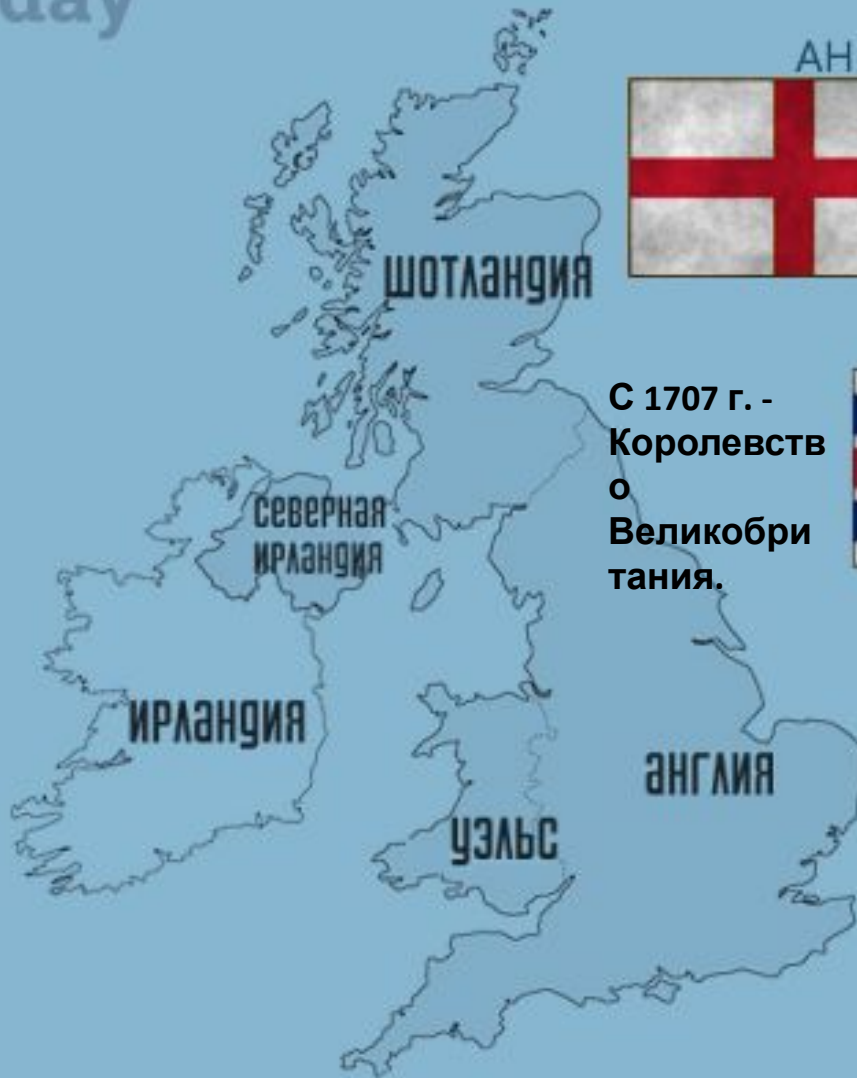 day
АН
ШОТЛАНДИЯ
С 1707 г. -
Королевств
о
Великобри
тания.
СЕВЕРНАЯ
ИРЛАНДИЯ
ИРЛАНДИЯ
АНГЛИЯ
УЭЛЬС